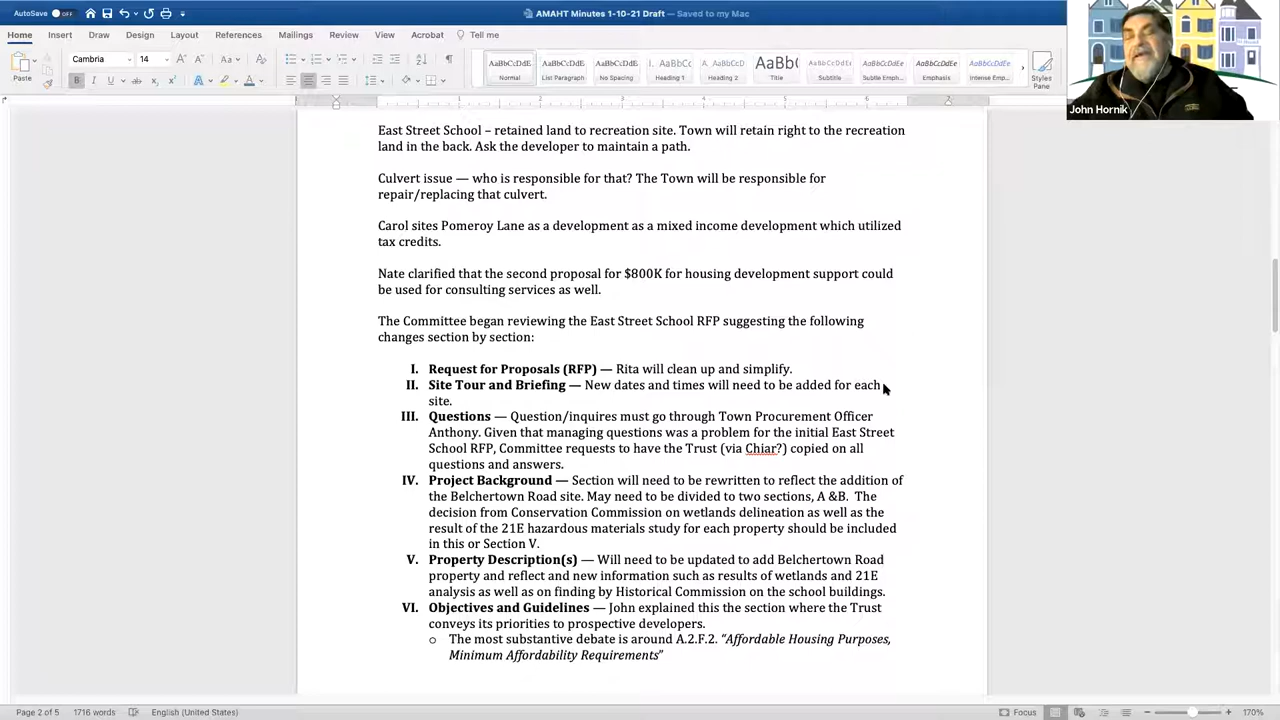 AutoSave OFF
AMAHT Minutes 1-10-21 Draft — Saved to my Mac
Home Insert Draw Design Layout References Mailings Review View Acrobat Tell me
Paste
Cambria 14
AaBbCcDdE AaBbCcDdE AaBbCcDdE AaBbCcDdE AaBb( AaBbCcDdE AaBbCcDdEe AaBbCcDdEe AaBbCcDdEe
Normal List Paragraph No Spacing Heading 1 Heading 2 Title Subtitle Subtle Emph... Emphasis Intense Emp...
Styles
Pane
John Hornik
East Street School – retained land to recreation site. Town will retain right to the recreation
land in the back. Ask the developer to maintain a path.
Culvert issue — who is responsible for that? The Town will be responsible for
repair/replacing that culvert.
Carol sites Pomeroy Lane as a development as a mixed income development which utilized
tax credits.
Nate clarified that the second proposal for $800K for housing development support could
be used for consulting services as well.
The Committee began reviewing the East Street School RFP suggesting the following
changes section by section:
I. Request for Proposals (RFP) — Rita will clean up and simplify.
II. Site Tour and Briefing — New dates and times will need to be added for each
site.
III. Questions — Question/inquires must go through Town Procurement Officer
Anthony. Given that managing questions was a problem for the initial East Street
School RFP, Committee requests to have the Trust (via Chiar?) copied on all
questions and answers.
IV. Project Background — Section will need to be rewritten to reflect the addition of
the Belchertown Road site. May need to be divided to two sections, A &B. The
decision from Conservation Commission on wetlands delineation as well as the
result of the 21E hazardous materials study for each property should be included
in this or Section V.
V. Property Description(s) — Will need to be updated to add Belchertown Road
property and reflect and new information such as results of wetlands and 21E
analysis as well as on finding by Historical Commission on the school buildings.
VI. Objectives and Guidelines — John explained this the section where the Trust
conveys its priorities to prospective developers.
o The most substantive debate is around A.2.F.2. “Affordable Housing Purposes,
Minimum Affordability Requirements”
Page 2 of 5 1716 words English (United States) Focus 170%